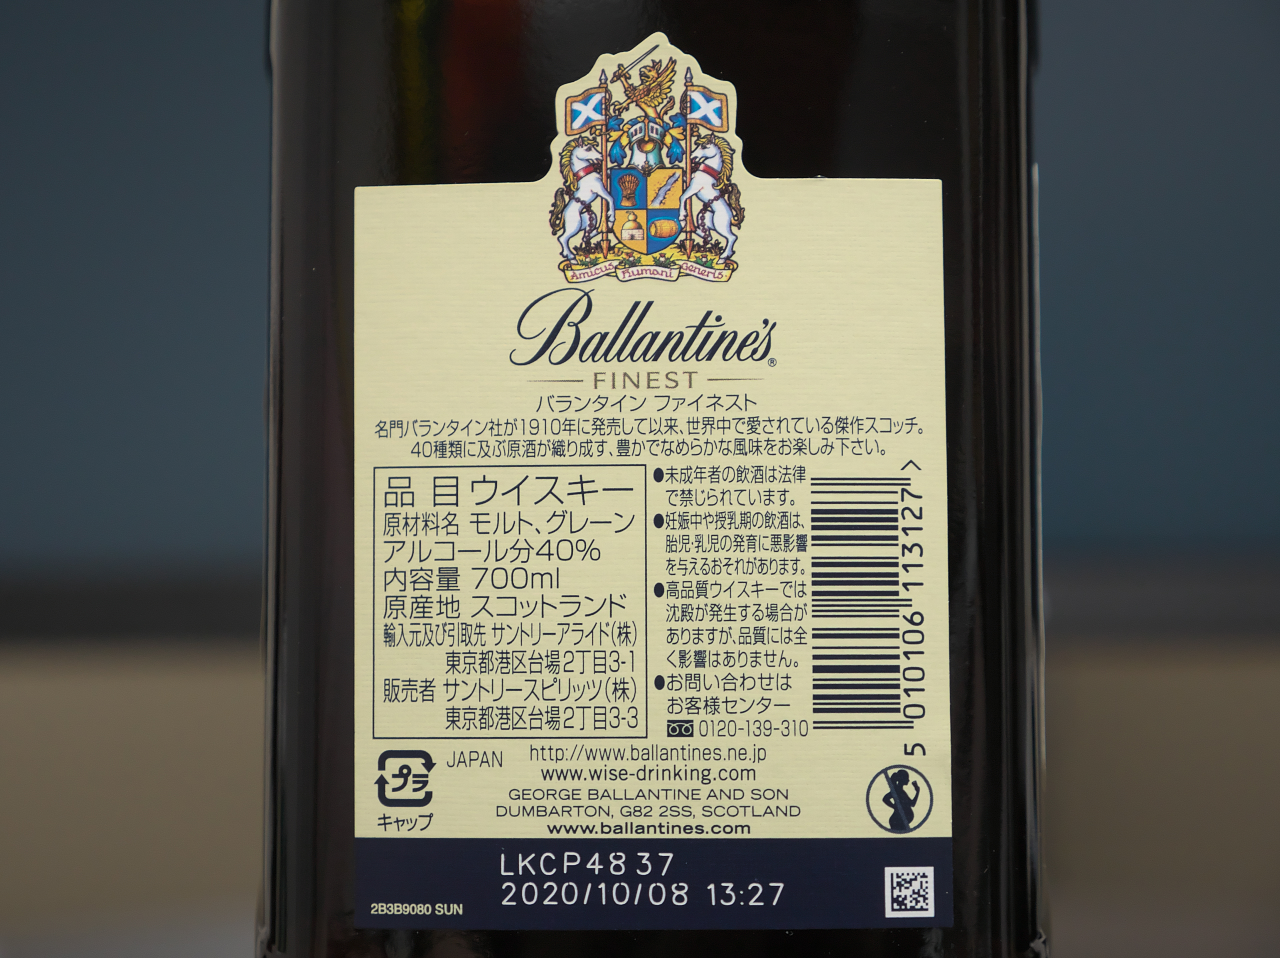 Amicus Humani Generis
Ballantine's®
FINEST
バランタイン ファイネスト
名門バランタイン社が1910年に発売して以来、世界中で愛されている傑作スコッチ。
40種類に及ぶ原酒が織り成す、豊かでなめらかな風味をお楽しみ下さい。
品目 ウイスキー
原材料名 モルト、グレーン
アルコール分40%
内容量 700ml
原産地 スコットランド
輸入元及び引取先 サントリーアライド(株)
東京都港区台場2丁目3-1
販売者 サントリースピリッツ(株)
東京都港区台場2丁目3-3
●未成年者の飲酒は法律
で禁じられています。
●妊娠中や授乳期の飲酒は、
胎児・乳児の発育に悪影響
を与えるおそれがあります。
●高品質ウイスキーでは
沈殿が発生する場合が
ありますが、品質には全
く影響はありません。
●お問い合わせは
お客様センター
0120-139-310
5 010106 113127 >
プラ
キャップ
JAPAN
http://www.ballantines.ne.jp
www.wise-drinking.com
GEORGE BALLANTINE AND SON
DUMBARTON, G82 2SS, SCOTLAND
www.ballantines.com
LKCP4837
2020/10/08 13:27
2B3B9080 SUN